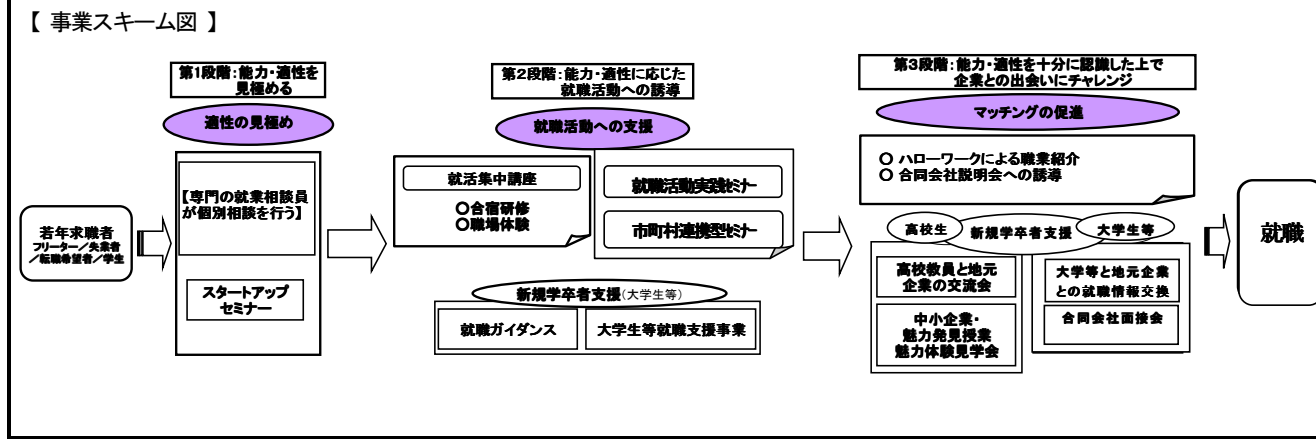 【 事業スキーム図 】
若年求職者
フリーター/失業者
/転職希望者/学生
第1段階:能力・適性を
見極める
適性の見極め
【専門の就業相談員
が個別相談を行う】
スタートアップ
セミナー
第2段階:能力・適性に応じた
就職活動への誘導
就職活動への支援
就活集中講座
○合宿研修
○職場体験
就職活動実践セミナー
市町村連携型セミナー
新規学卒者支援(大学生等)
就職ガイダンス
大学生等就職支援事業
第3段階:能力・適性を十分に認識した上で
企業との出会いにチャレンジ
マッチングの促進
○ ハローワークによる職業紹介
○ 合同会社説明会への誘導
高校生
新規学卒者支援
大学生等
高校教員と地元
企業の交流会
中小企業・
魅力発見授業
魅力体験見学会
大学等と地元企業
との就職情報交換
合同会社面接会
就職